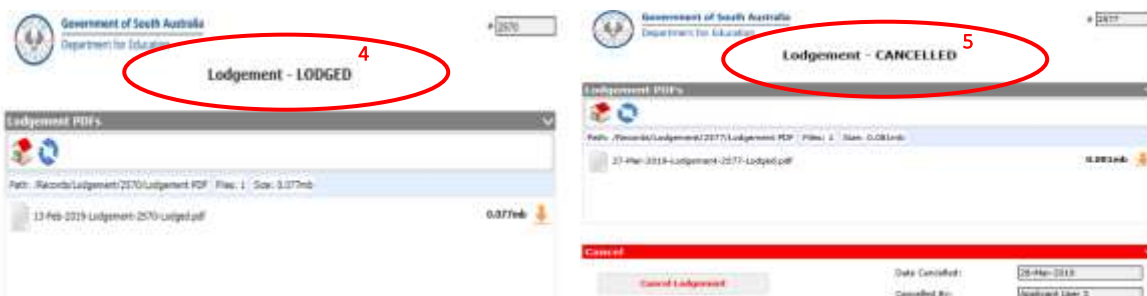 Government of South Australia
Department for Education
# 2570
4
Lodgement - LODGED
Lodgement PDFs
Path: /Records/Lodgement/2570/Lodgement PDF Files: 1 Size: 0.077mb
13-Feb-2019-Lodgement-2570-Lodged.pdf
0.077mb
Government of South Australia
Department for Education
# 2577
5
Lodgement - CANCELLED
Lodgement PDFs
Path: /Records/Lodgement/2577/Lodgement PDF Files: 1 Size: 0.081mb
27-Mar-2019-Lodgement-2577-Lodged.pdf
0.081mb
Cancel
Cancel Lodgement
Date Cancelled:
28-Mar-2019
Cancelled By:
Applicant User 2